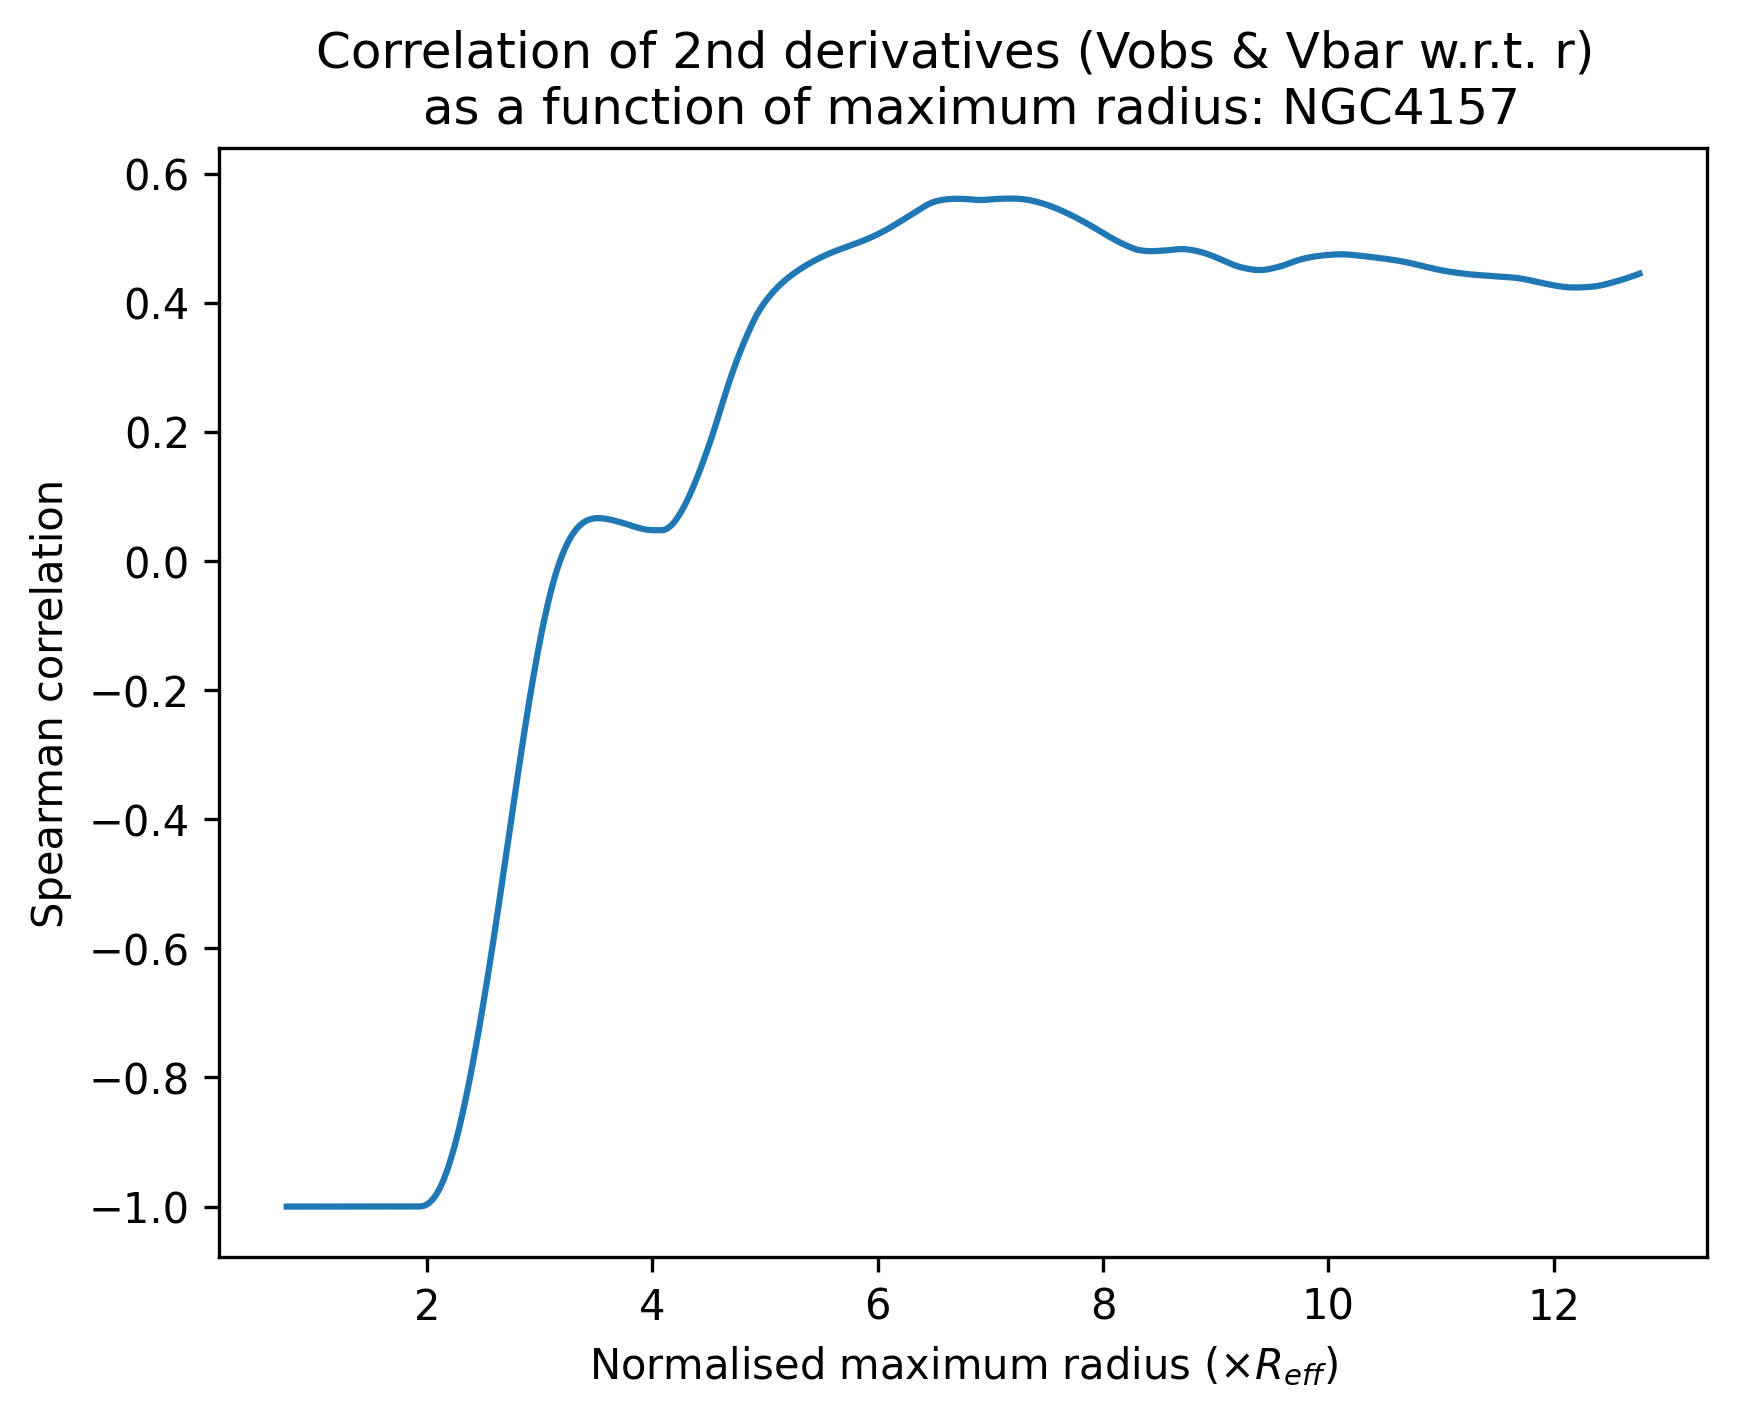 Correlation of 2nd derivatives (Vobs & Vbar w.r.t. r)
as a function of maximum radius: NGC4157
0.6
0.4
0.2
0.0
−0.2
−0.4
−0.6
−0.8
−1.0
Spearman correlation
2 4 6 8 10 12
Normalised maximum radius (×R_eff)